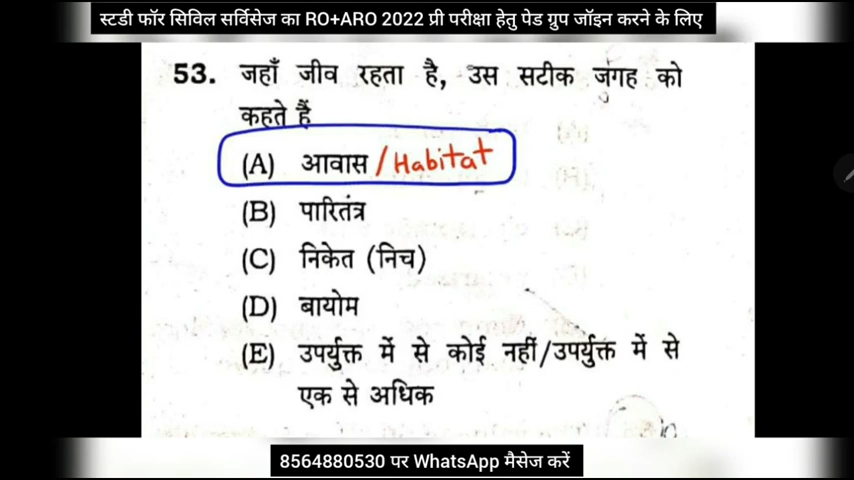 स्टडी फॉर सिविल सर्विसेज का RO+ARO 2022 प्री परीक्षा हेतु पेड ग्रुप जॉइन करने के लिए
53. जहाँ जीव रहता है, उस सटीक जगह को
कहते हैं
(A) आवास /Habitat
(B) पारितंत्र
(C) निकेत (निच)
(D) बायोम
(E) उपर्युक्त में से कोई नहीं/उपर्युक्त में से
एक से अधिक
8564880530 पर WhatsApp मैसेज करें